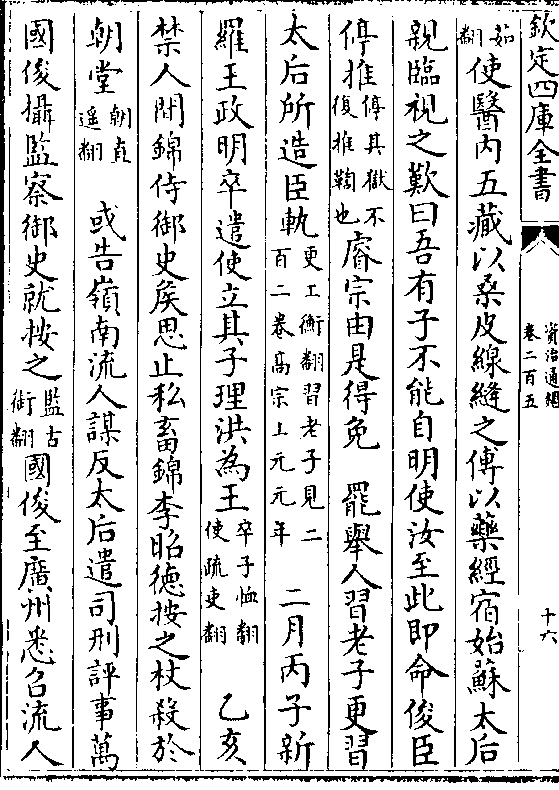 欽定四庫全書
資治通鑑
卷二百五
十六
茹翻使醫内五藏以桑皮線縫之傅以藥經宿始蘇太后
親臨視之歎曰吾有子不能自明使汝至此即命俊臣
停推停其獄不復推鞫也睿宗由是得免　罷舉人習老子更習
太后所造臣軌更工衡翻習老子見二百二卷高宗上元元年　二月丙子新
羅王政明卒遣使立其子理洪為王卒子恤翻使疏吏翻　乙亥
禁人間錦侍御史矦思止私畜錦李昭德按之杖殺於
朝堂朝直遥翻　或告嶺南流人謀反太后遣司刑評事萬
國俊攝監察御史就按之監古銜翻國俊至廣州悉召流人